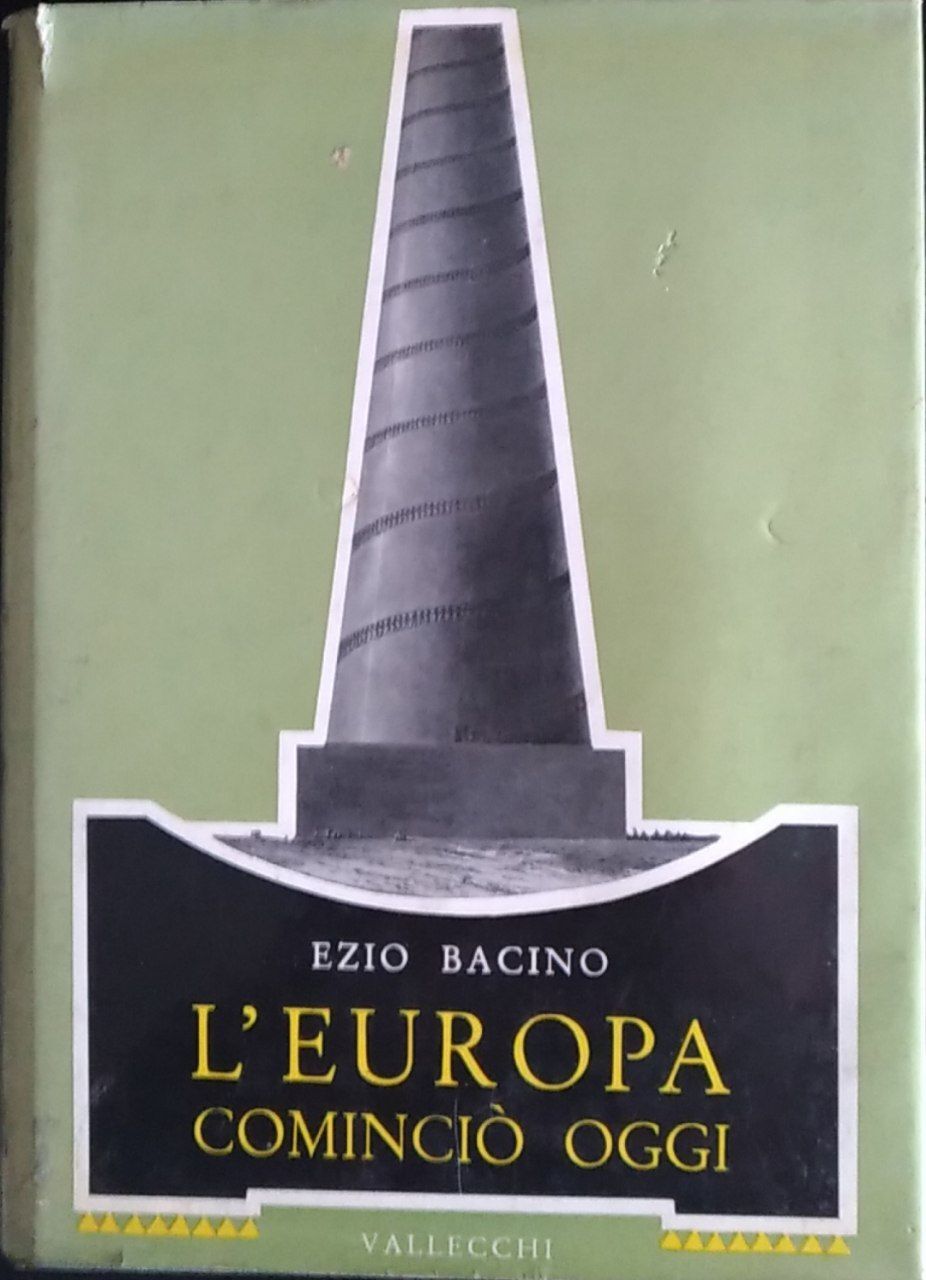 EZIO BACINO
L'EUROPA
COMINCIÒ OGGI
VALLECCHI